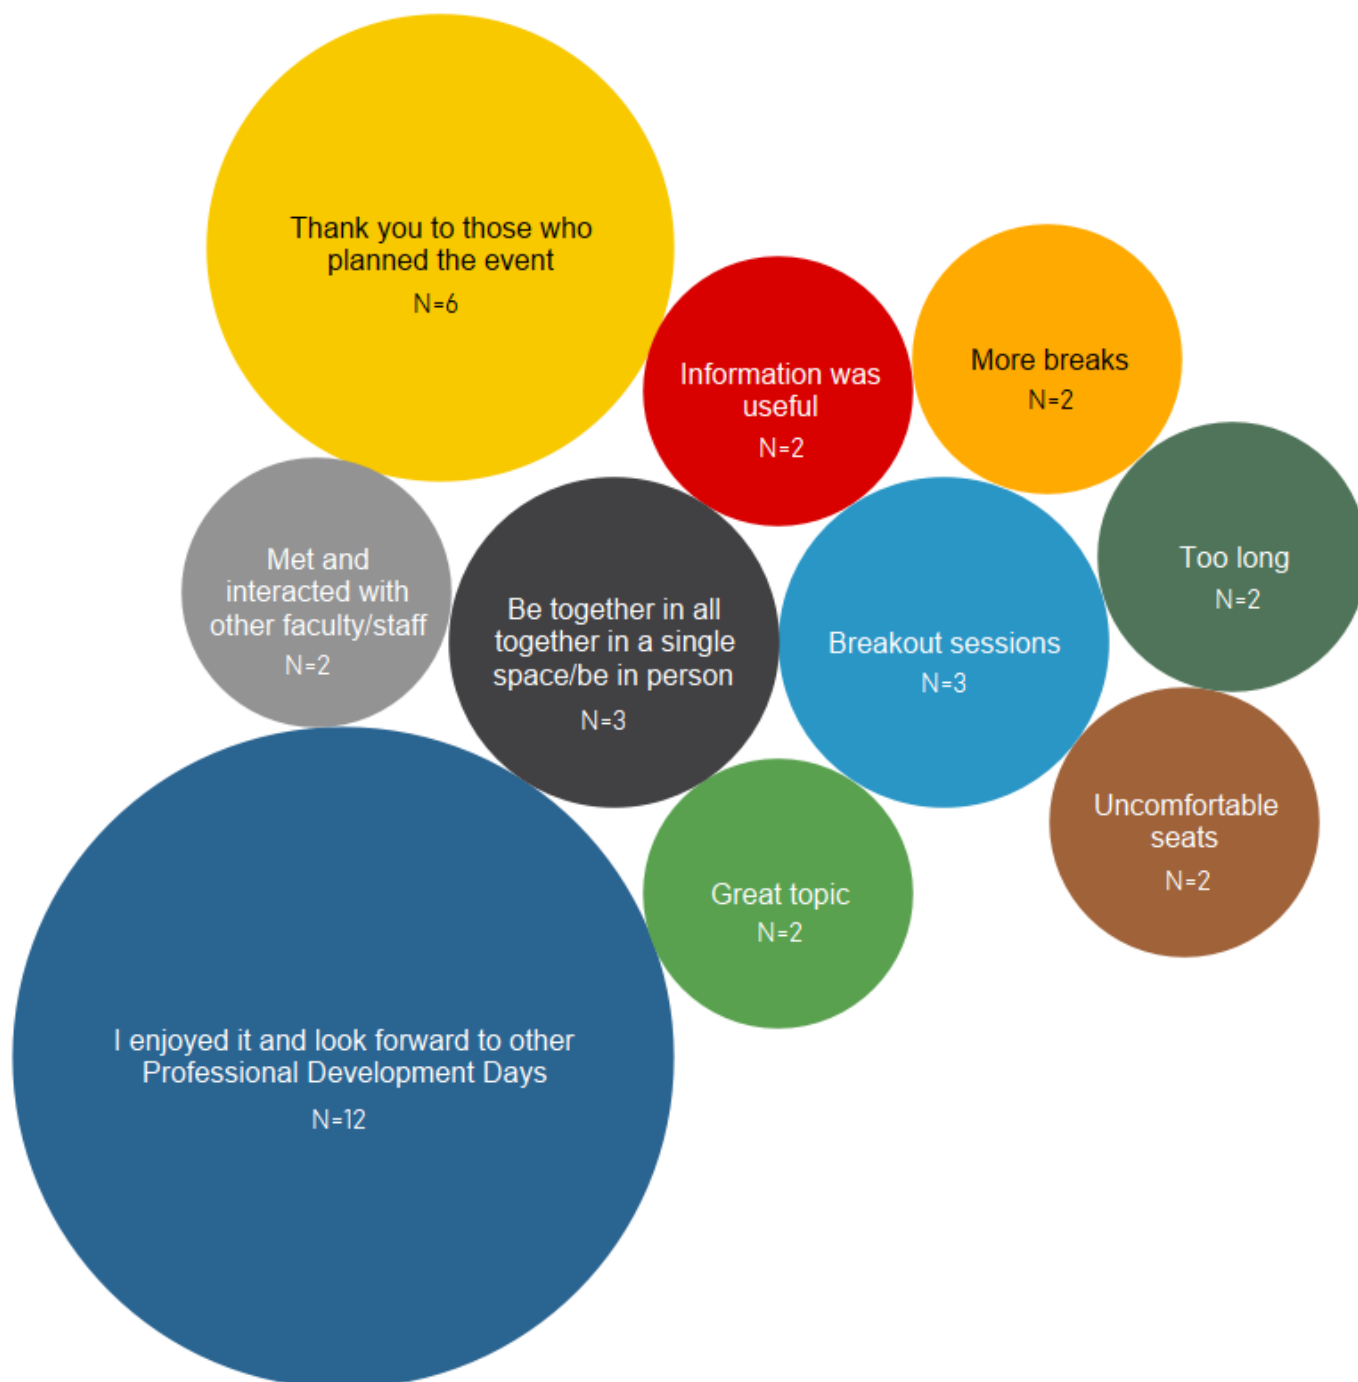 Thank you to those who
planned the event
N=6
Information was
useful
N=2
More breaks
N=2
Too long
N=2
Met and
interacted with
other faculty/staff
N=2
Be together in all
together in a single
space/be in person
N=3
Breakout sessions
N=3
Uncomfortable
seats
N=2
Great topic
N=2
I enjoyed it and look forward to other
Professional Development Days
N=12